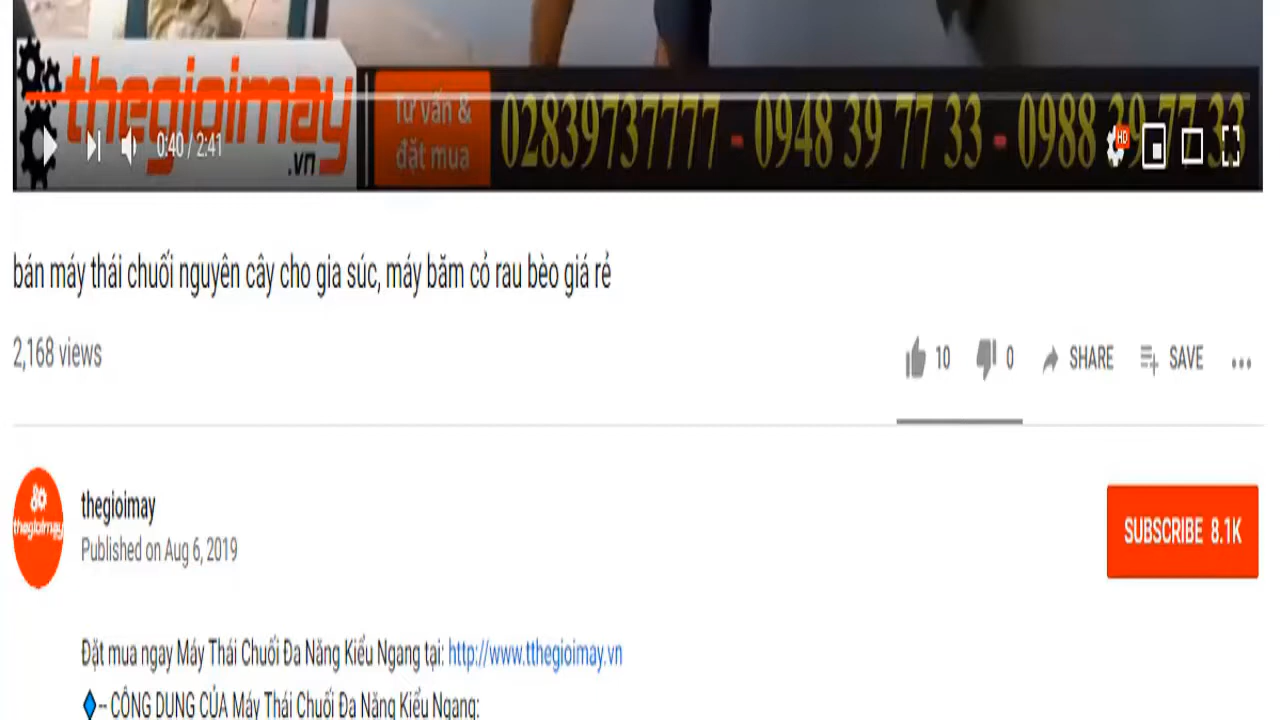 thegioimay
.vn
Tư vấn &
đặt mua
02839737777 - 0948 39 77 33 - 0988 39 77 33
HD
0:40 / 2:41
bán máy thái chuối nguyên cây cho gia súc, máy băm cỏ rau bèo giá rẻ
2,168 views
10 0 SHARE SAVE
thegioimay
thegioimay
Published on Aug 6, 2019
SUBSCRIBE 8.1K
Đặt mua ngay Máy Thái Chuối Đa Năng Kiểu Ngang tại: http://www.tthegioimay.vn
-- CÔNG DỤNG CỦA Máy Thái Chuối Đa Năng Kiểu Ngang: